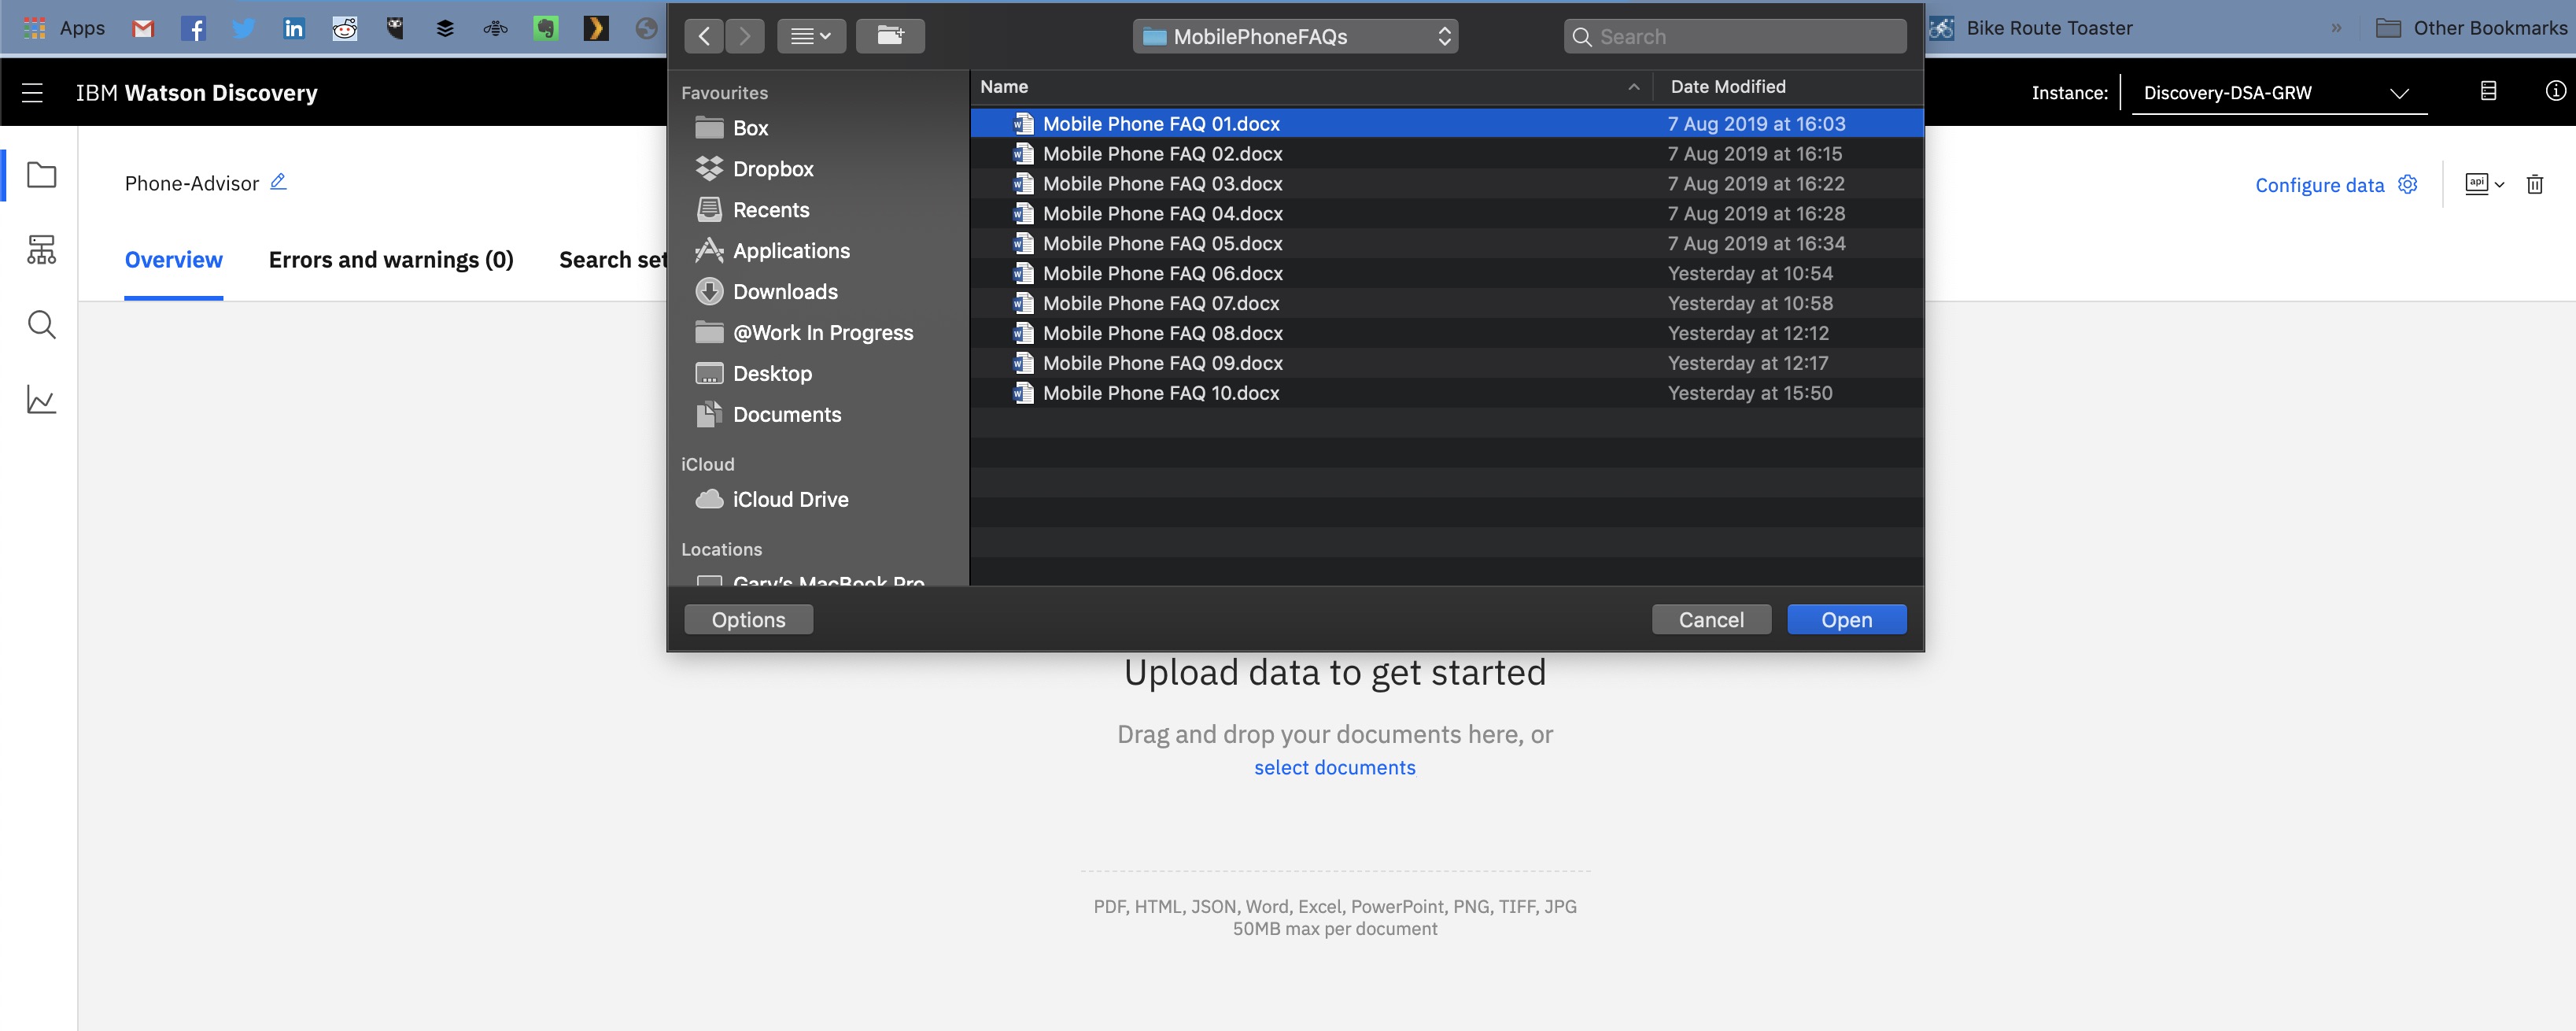 Apps
Bike Route Toaster
»
Other Bookmarks
MobilePhoneFAQs
Search
IBM Watson Discovery
Instance:
Discovery-DSA-GRW
Phone-Advisor
Configure data
api
Overview
Errors and warnings (0)
Search set
Favourites
Box
Dropbox
Recents
Applications
Downloads
@Work In Progress
Desktop
Documents
iCloud
iCloud Drive
Locations
Gary's MacBook Pro
Name
Date Modified
Mobile Phone FAQ 01.docx 7 Aug 2019 at 16:03
Mobile Phone FAQ 02.docx 7 Aug 2019 at 16:15
Mobile Phone FAQ 03.docx 7 Aug 2019 at 16:22
Mobile Phone FAQ 04.docx 7 Aug 2019 at 16:28
Mobile Phone FAQ 05.docx 7 Aug 2019 at 16:34
Mobile Phone FAQ 06.docx Yesterday at 10:54
Mobile Phone FAQ 07.docx Yesterday at 10:58
Mobile Phone FAQ 08.docx Yesterday at 12:12
Mobile Phone FAQ 09.docx Yesterday at 12:17
Mobile Phone FAQ 10.docx Yesterday at 15:50
Options
Cancel
Open
Upload data to get started
Drag and drop your documents here, or
select documents
PDF, HTML, JSON, Word, Excel, PowerPoint, PNG, TIFF, JPG
50MB max per document